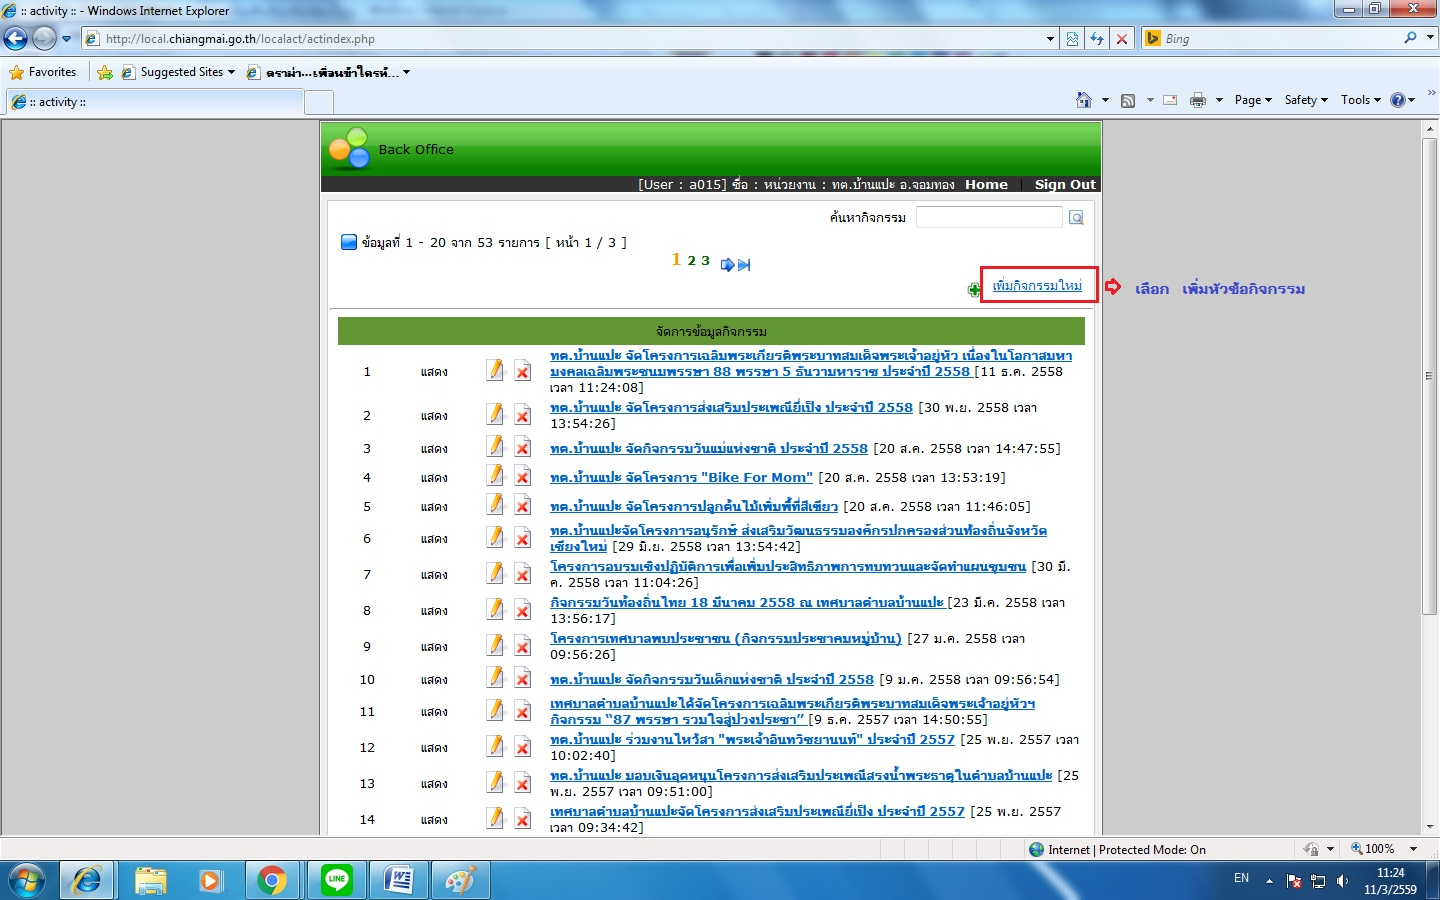 :: activity :: - Windows Internet Explorer
http://local.chiangmai.go.th/localact/actindex.php
Bing
Favorites
Suggested Sites
:: activity ::
Page
Safety
Tools
Back Office
[User : a015] ชื่อ : หน่วยงาน : ทต.บ้านแปะ อ.จอมทอง Home | Sign Out
ค้นหากิจกรรม
ข้อมูลที่ 1 - 20 จาก 53 รายการ [ หน้า 1 / 3 ]
1 2 3
เพิ่มกิจกรรมใหม่
เลือก เพิ่มหัวข้อกิจกรรม
จัดการข้อมูลกิจกรรม
1 แสดง ทต.บ้านแปะ จัดโครงการเฉลิมพระเกียรติพระบาทสมเด็จพระเจ้าอยู่หัว เนื่องในโอกาสมหา
มงคลเฉลิมพระชนมพรรษา 88 พรรษา 5 ธันวามหาราช ประจำปี 2558 [11 ธ.ค. 2558
เวลา 11:24:08]
2 แสดง ทต.บ้านแปะ จัดโครงการส่งเสริมประเพณียี่เป็ง ประจำปี 2558 [30 พ.ย. 2558 เวลา
13:54:26]
3 แสดง ทต.บ้านแปะ จัดกิจกรรมวันแม่แห่งชาติ ประจำปี 2558 [20 ส.ค. 2558 เวลา 14:47:55]
4 แสดง ทต.บ้านแปะ จัดโครงการ "Bike For Mom" [20 ส.ค. 2558 เวลา 13:53:19]
5 แสดง ทต.บ้านแปะ จัดโครงการปลูกต้นไม้เพิ่มพื้ที่สีเขียว [20 ส.ค. 2558 เวลา 11:46:05]
6 แสดง ทต.บ้านแปะจัดโครงการอนุรักษ์ ส่งเสริมวัฒนธรรมองค์กรปกครองส่วนท้องถิ่นจังหวัด
เชียงใหม่ [29 มิ.ย. 2558 เวลา 13:54:42]
7 แสดง โครงการอบรมเชิงปฏิบัติการเพื่อเพิ่มประสิทธิภาพการทบทวนและจัดทำแผนชุมชน [30 มี.
ค. 2558 เวลา 11:04:26]
8 แสดง กิจกรรมวันท้องถิ่นไทย 18 มีนาคม 2558 ณ เทศบาลตำบลบ้านแปะ [23 มี.ค. 2558 เวลา
13:56:17]
9 แสดง โครงการเทศบาลพบประชาชน (กิจกรรมประชาคมหมู่บ้าน) [27 ม.ค. 2558 เวลา
09:56:26]
10 แสดง ทต.บ้านแปะ จัดกิจกรรมวันเด็กแห่งชาติ ประจำปี 2558 [9 ม.ค. 2558 เวลา 09:56:54]
11 แสดง เทศบาลตำบลบ้านแปะได้จัดโครงการเฉลิมพระเกียรติพระบาทสมเด็จพระเจ้าอยู่หัวฯ
กิจกรรม “87 พรรษา รวมใจสู่ปวงประชา” [9 ธ.ค. 2557 เวลา 14:50:55]
12 แสดง ทต.บ้านแปะ ร่วมงานไหว้สา "พระเจ้าอินทวิชยานนท์" ประจำปี 2557 [25 พ.ย. 2557 เวลา
10:02:40]
13 แสดง ทต.บ้านแปะ มอบเงินอุดหนุนโครงการส่งเสริมประเพณีสรงน้ำพระธาตุในตำบลบ้านแปะ [25
พ.ย. 2557 เวลา 09:51:00]
14 แสดง เทศบาลตำบลบ้านแปะจัดโครงการส่งเสริมประเพณียี่เป็ง ประจำปี 2557 [25 พ.ย. 2557
เวลา 09:34:42]
Internet | Protected Mode: On
100%
LINE
EN
11:24
11/3/2559